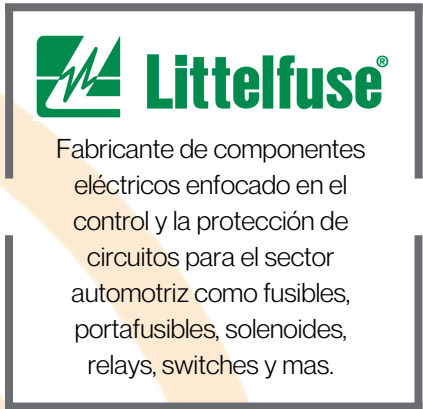 Littelfuse®
Fabricante de componentes
eléctricos enfocado en el
control y la protección de
circuitos para el sector
automotriz como fusibles,
portafusibles, solenoides,
relays, switches y mas.